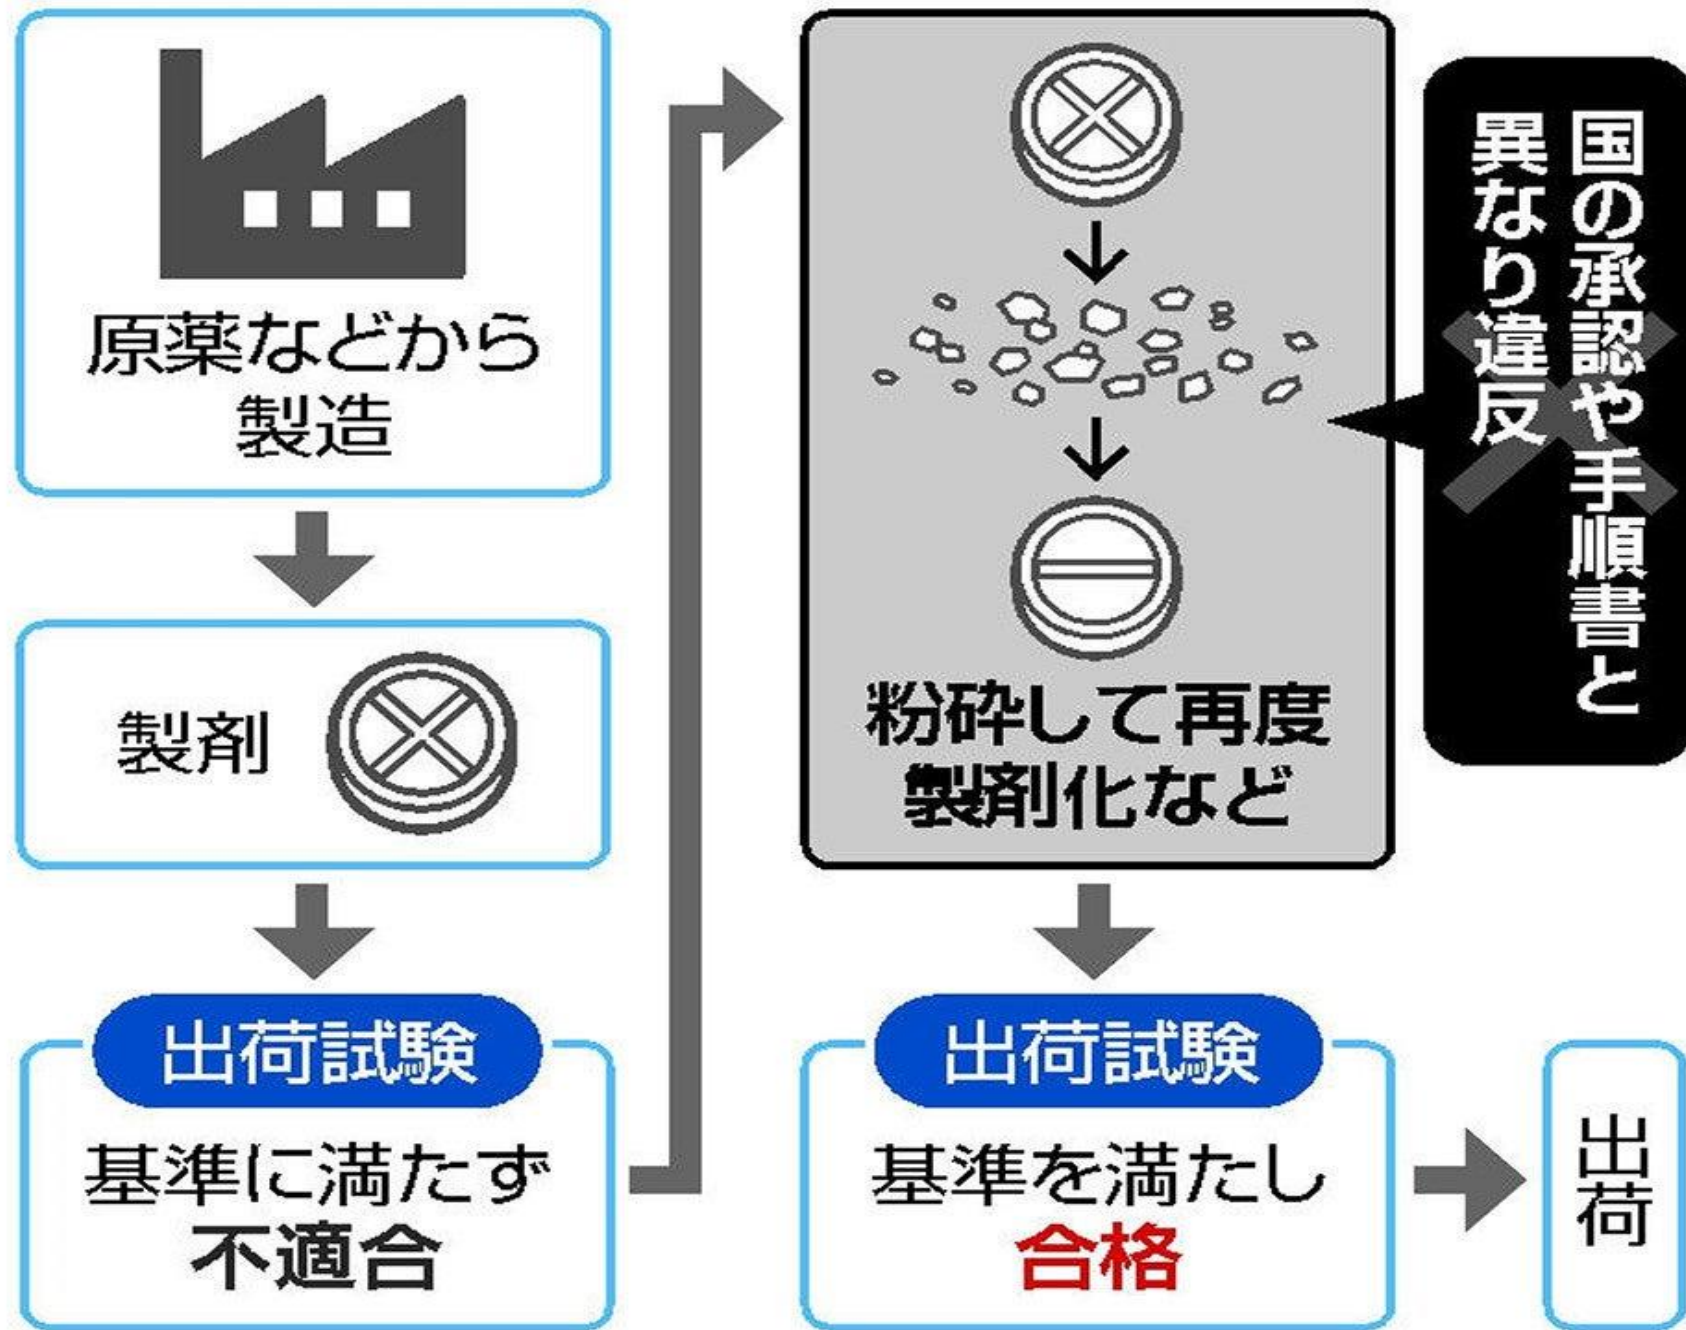 原薬などから
製造
製剤
出荷試験
基準に満たず
不適合
粉砕して再度
製剤化など
国の承認や手順書と
異なり違反
出荷試験
基準を満たし
合格
出荷